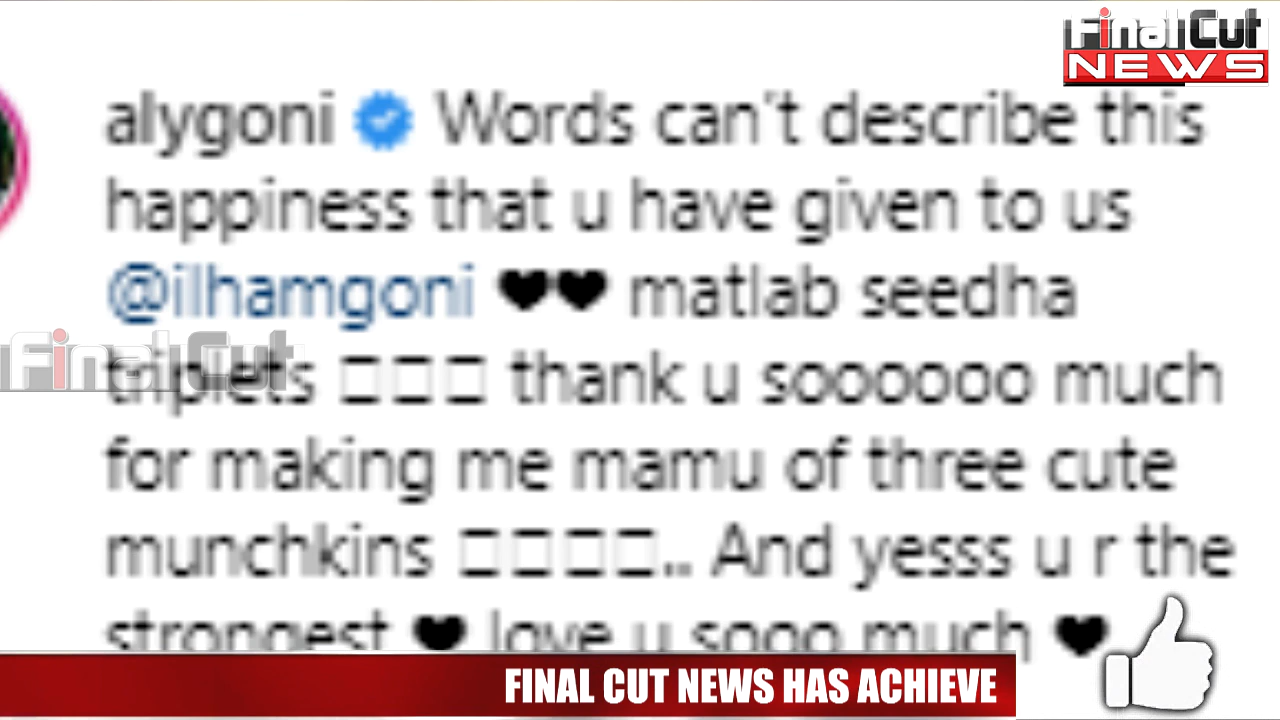 Final Cut
NEWS
alygoni Words can't describe this
happiness that u have given to us
@ilhamgoni 🖤🖤 matlab seedha
Final Cut
triplets □□□ thank u soooooo much
for making me mamu of three cute
munchkins □□□□.. And yesss u r the
strongest 🖤 love u sooo much 🖤
FINAL CUT NEWS HAS ACHIEVE